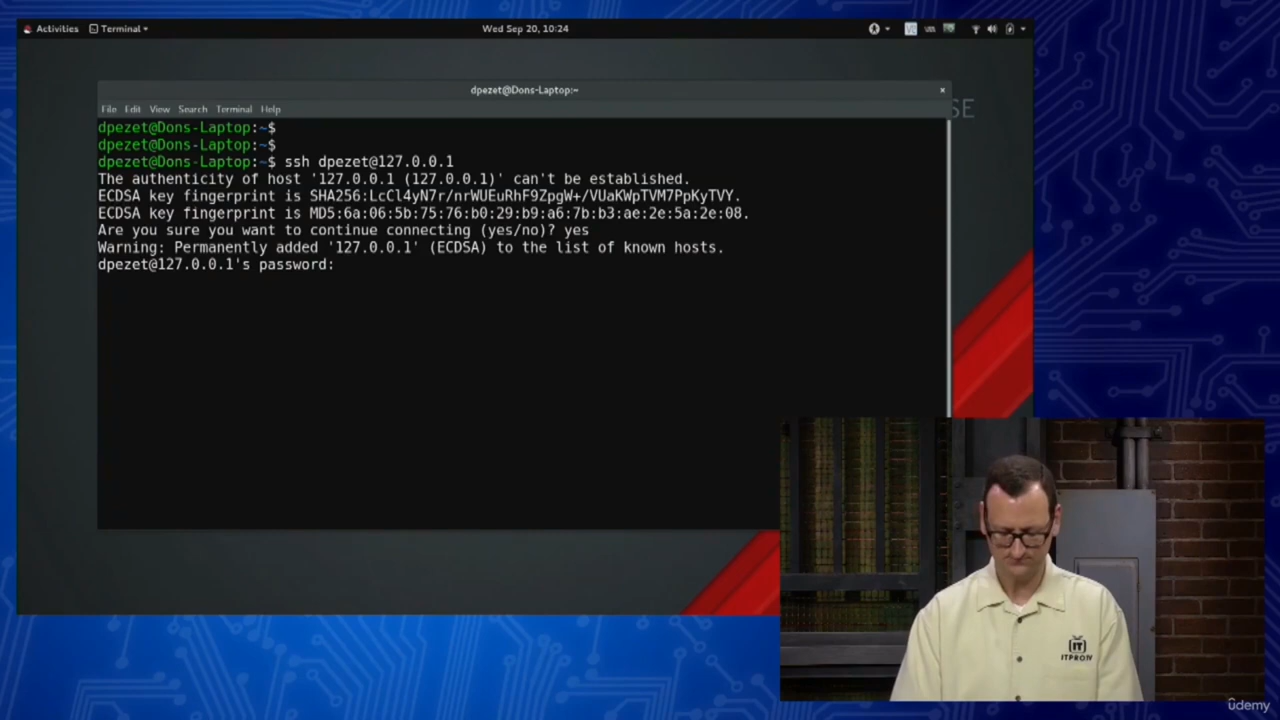 Activities Terminal Wed Sep 20, 10:24
dpezet@Dons-Laptop:~ ×
SE
File Edit View Search Terminal Help
dpezet@Dons-Laptop:~$
dpezet@Dons-Laptop:~$
dpezet@Dons-Laptop:~$ ssh dpezet@127.0.0.1
The authenticity of host '127.0.0.1 (127.0.0.1)' can't be established.
ECDSA key fingerprint is SHA256:LcCl4yN7r/nrWUEuRhF9ZpgW+/VUaKWpTVM7PpKyTVY.
ECDSA key fingerprint is MD5:6a:06:5b:75:76:b0:29:b9:a6:7b:b3:ae:2e:5a:2e:08.
Are you sure you want to continue connecting (yes/no)? yes
Warning: Permanently added '127.0.0.1' (ECDSA) to the list of known hosts.
dpezet@127.0.0.1's password:
IT
ITPROTV
udemy